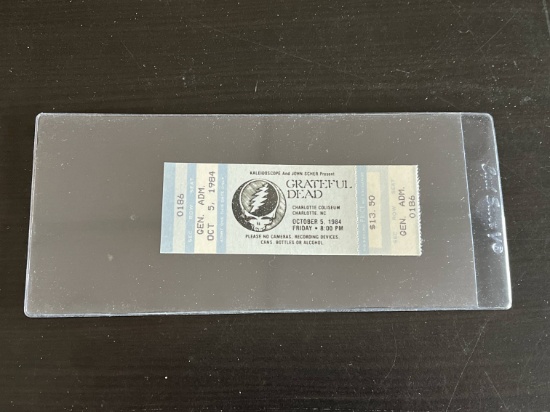 0186
GEN. ADM.
OCT 5, 1984
KALEIDOSCOPE And JOHN SCHER Present
GRATEFUL
DEAD
CHARLOTTE COLISEUM
CHARLOTTE, NC
OCTOBER 5, 1984
FRIDAY • 8:00 PM
PLEASE NO CAMERAS, RECORDING DEVICES,
CANS, BOTTLES OR ALCOHOL.
$13.50
GEN. ADM.
0186